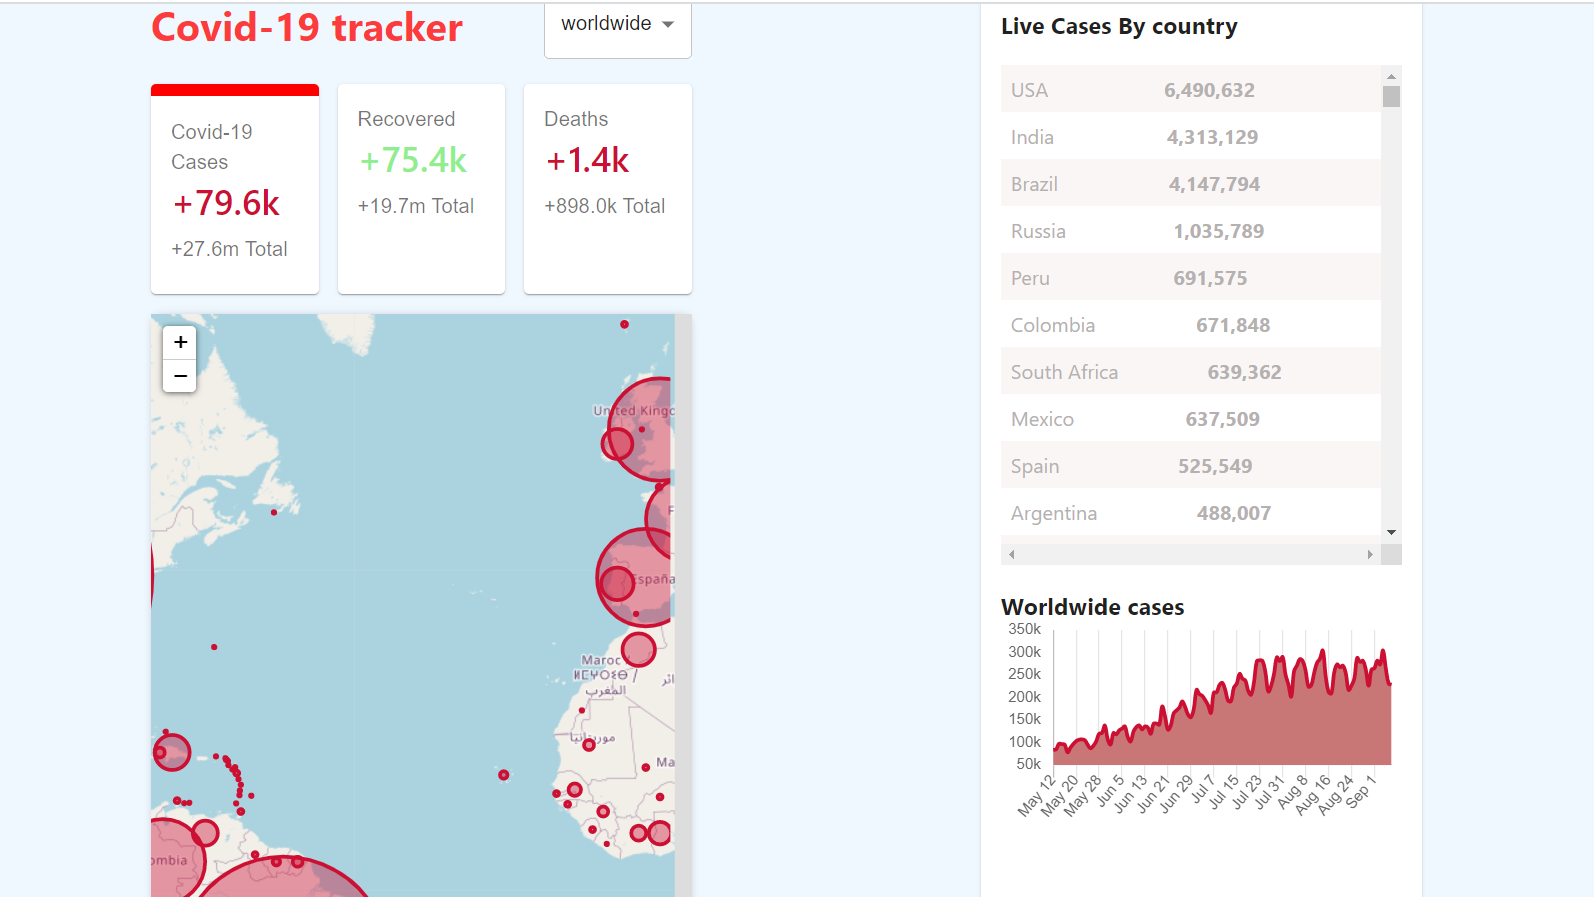 Covid-19 tracker
worldwide
Covid-19
Cases
+79.6k
+27.6m Total
Recovered
+75.4k
+19.7m Total
Deaths
+1.4k
+898.0k Total
+
−
United Kingd
F
España
Maroc
ⵍⵎⵖⵔⵉⴱ /
المغرب
موريتانيا
Ma
ombia
Live Cases By country
USA 6,490,632
India 4,313,129
Brazil 4,147,794
Russia 1,035,789
Peru 691,575
Colombia 671,848
South Africa 639,362
Mexico 637,509
Spain 525,549
Argentina 488,007
Worldwide cases
350k
300k
250k
200k
150k
100k
50k
May 12
May 20
May 28
Jun 5
Jun 13
Jun 21
Jun 29
Jul 7
Jul 15
Jul 23
Jul 31
Aug 8
Aug 16
Aug 24
Sep 1